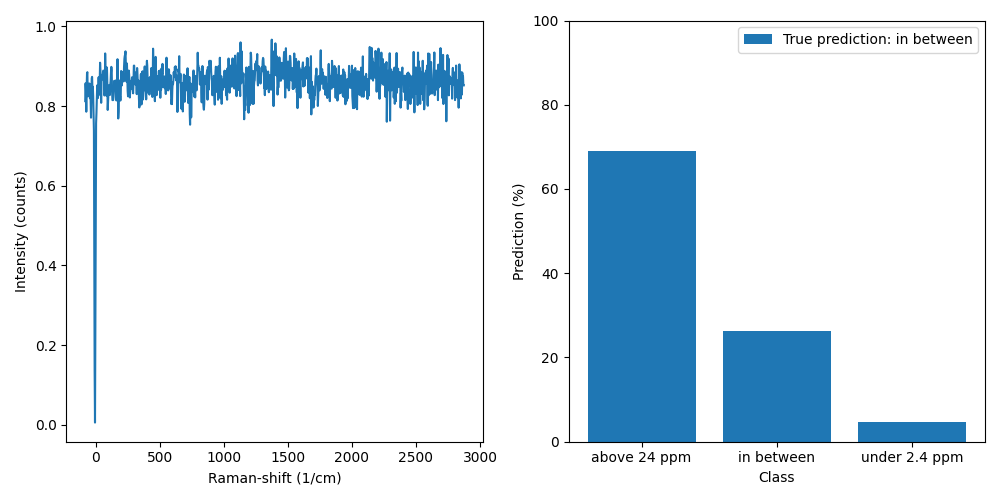 1.0
0.8
0.6
0.4
0.2
0.0
Intensity (counts)
0
500
1000
1500
2000
2500
3000
Raman-shift (1/cm)
True prediction: in between
100
80
60
40
20
0
Prediction (%)
above 24 ppm
in between
under 2.4 ppm
Class